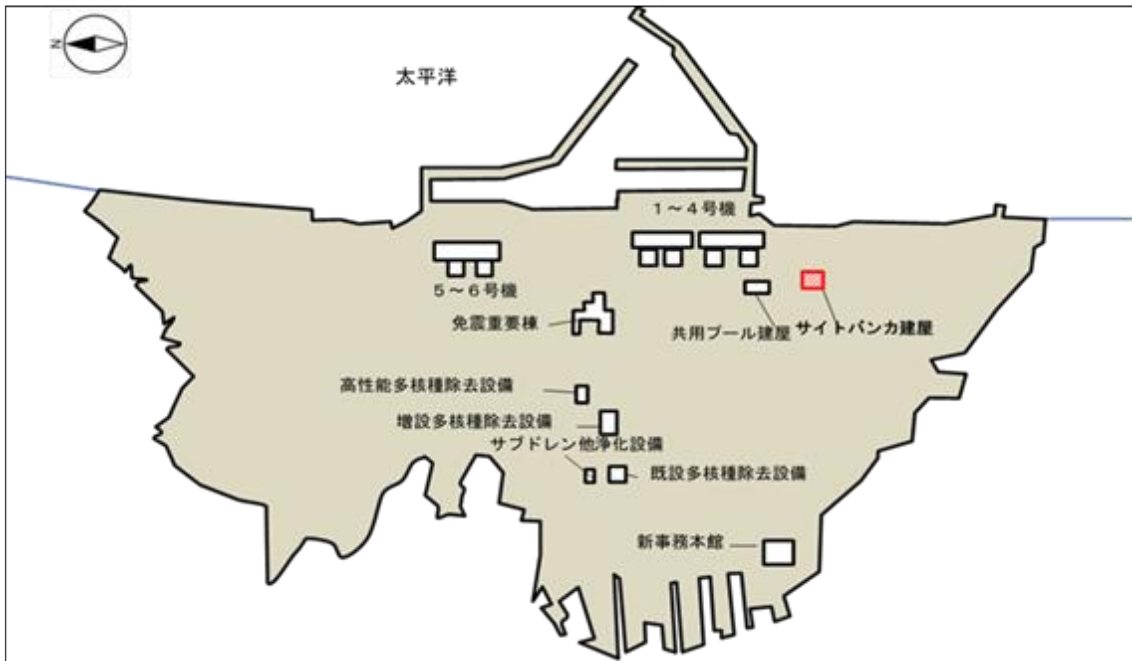 N
太平洋
１～４号機
５～６号機
免震重要棟
共用プール建屋
サイトバンカ建屋
高性能多核種除去設備
増設多核種除去設備
サブドレン他浄化設備
既設多核種除去設備
新事務本館